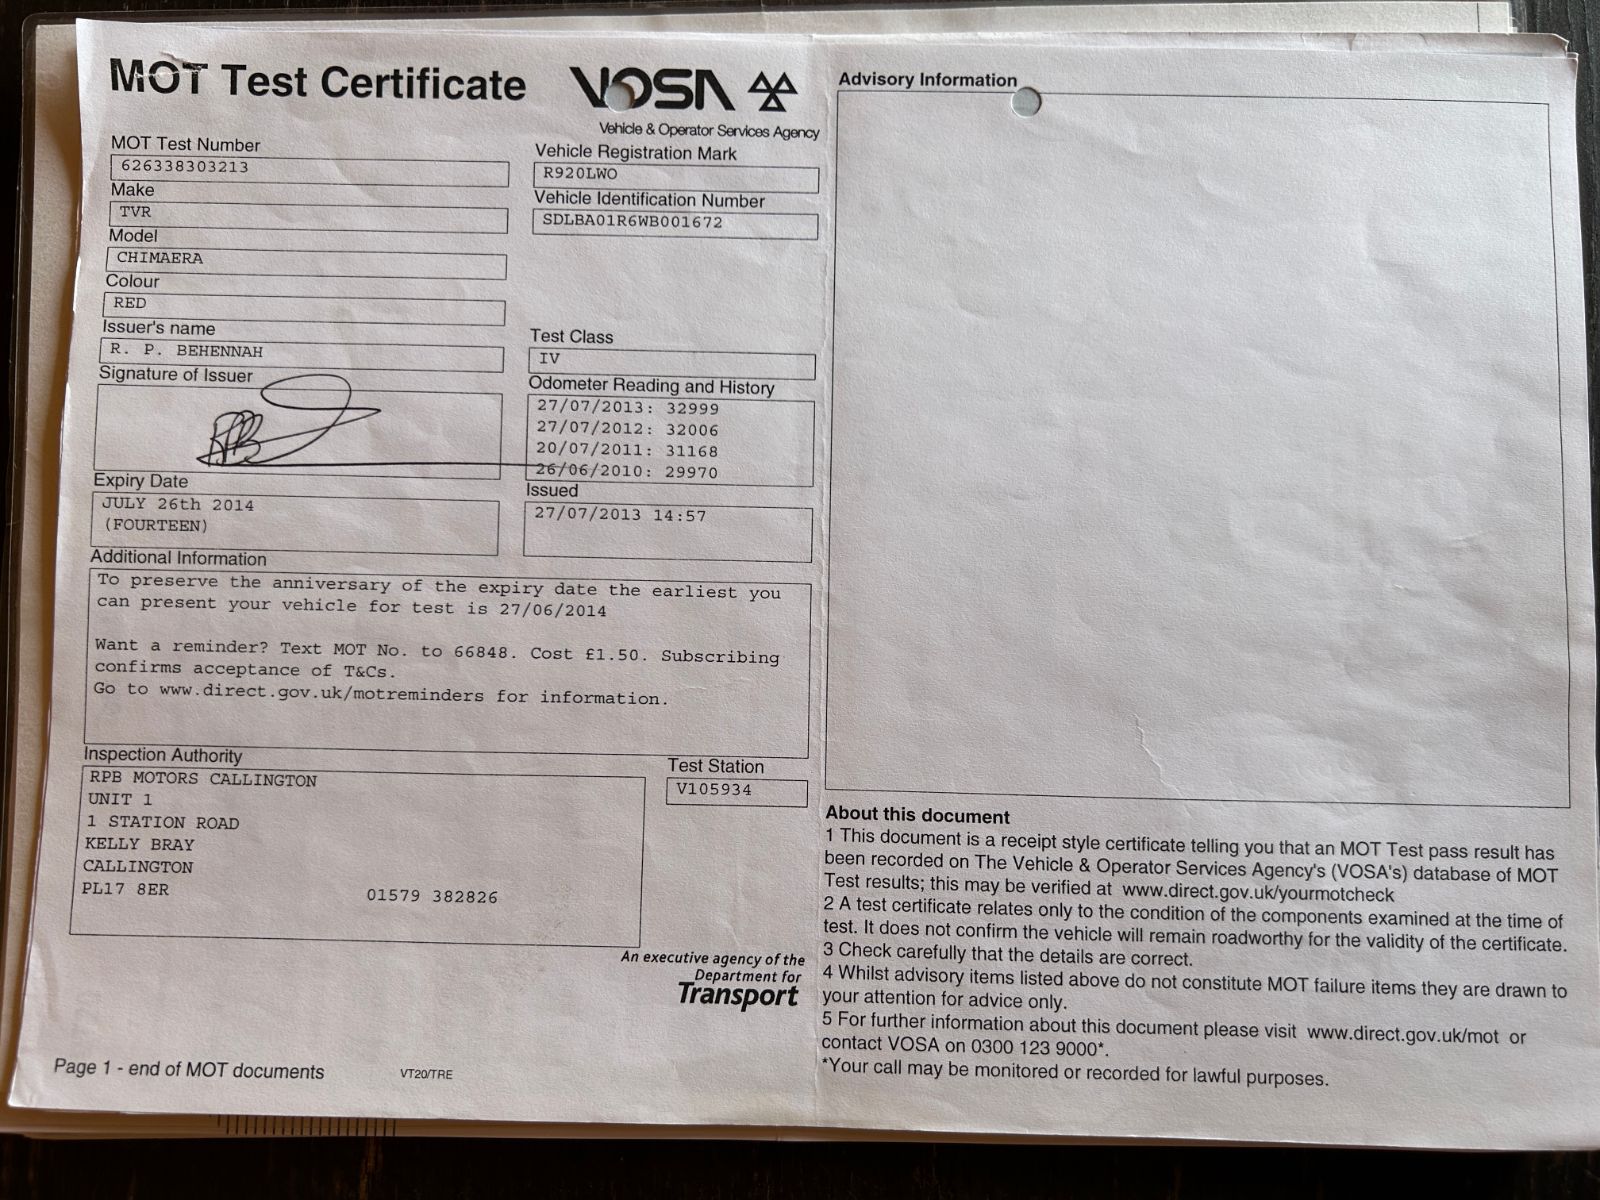 MOT Test Certificate
VOSA
Vehicle & Operator Services Agency
MOT Test Number
626338303213
Vehicle Registration Mark
R920LWO
Make
TVR
Vehicle Identification Number
SDLBA01R6WB001672
Model
CHIMAERA
Colour
RED
Issuer's name
R. P. BEHENNAH
Test Class
IV
Signature of Issuer
Odometer Reading and History
27/07/2013: 32999
27/07/2012: 32006
20/07/2011: 31168
26/06/2010: 29970
Expiry Date
JULY 26th 2014
(FOURTEEN)
Issued
27/07/2013 14:57
Additional Information
To preserve the anniversary of the expiry date the earliest you
can present your vehicle for test is 27/06/2014
Want a reminder? Text MOT No. to 66848. Cost £1.50. Subscribing
confirms acceptance of T&Cs.
Go to www.direct.gov.uk/motreminders for information.
Inspection Authority
RPB MOTORS CALLINGTON
UNIT 1
1 STATION ROAD
KELLY BRAY
CALLINGTON
PL17 8ER 01579 382826
Test Station
V105934
An executive agency of the
Department for
Transport
Page 1 - end of MOT documents
VT20/TRE
Advisory Information
About this document
1 This document is a receipt style certificate telling you that an MOT Test pass result has
been recorded on The Vehicle & Operator Services Agency's (VOSA's) database of MOT
Test results; this may be verified at www.direct.gov.uk/yourmotcheck
2 A test certificate relates only to the condition of the components examined at the time of
test. It does not confirm the vehicle will remain roadworthy for the validity of the certificate.
3 Check carefully that the details are correct.
4 Whilst advisory items listed above do not constitute MOT failure items they are drawn to
your attention for advice only.
5 For further information about this document please visit www.direct.gov.uk/mot or
contact VOSA on 0300 123 9000*.
*Your call may be monitored or recorded for lawful purposes.